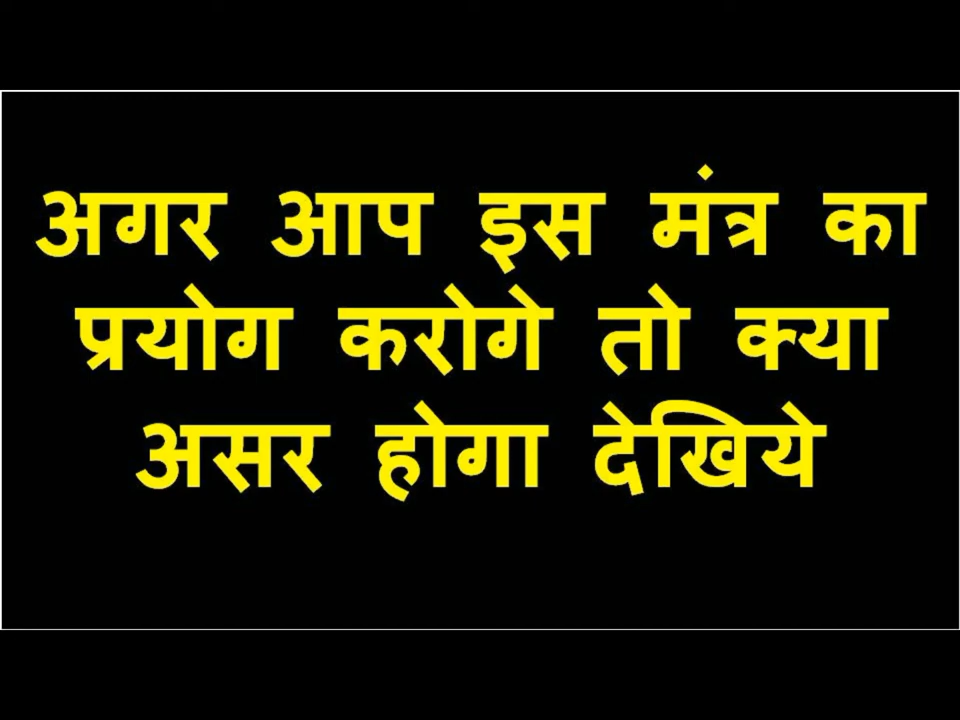 अगर आप इस मंत्र का
प्रयोग करोगे तो क्या
असर होगा देखिये